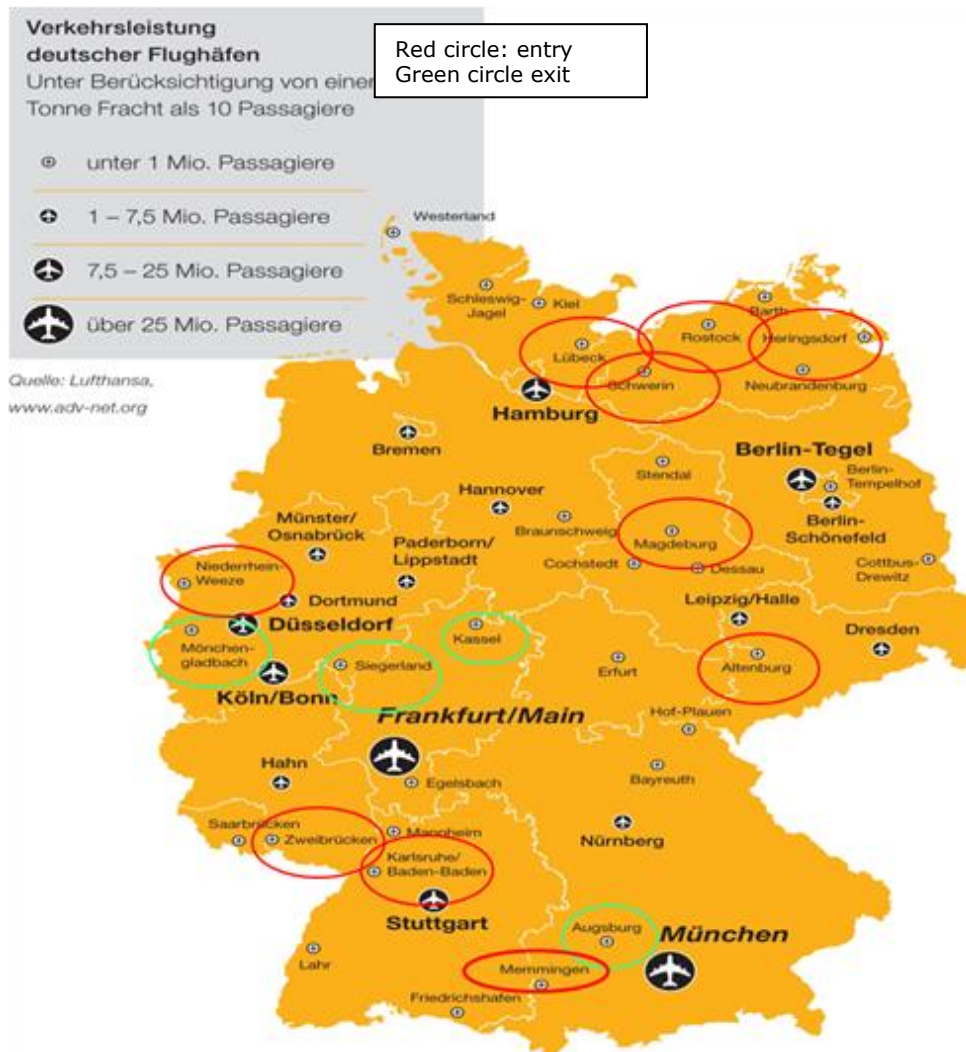 Verkehrsleistung
deutscher Flughäfen
Unter Berücksichtigung von einer
Tonne Fracht als 10 Passagiere
Red circle: entry
Green circle exit
unter 1 Mio. Passagiere
1 – 7,5 Mio. Passagiere
7,5 – 25 Mio. Passagiere
über 25 Mio. Passagiere
Quelle: Lufthansa,
www.adv-net.org
Westerland
Schleswig-
Jagel
Kiel
Barth
Lübeck
Rostock
Heringsdorf
Schwerin
Neubrandenburg
Hamburg
Bremen
Berlin-Tegel
Berlin-
Tempelhof
Berlin-
Schönefeld
Stendal
Hannover
Braunschweig
Magdeburg
Münster/
Osnabrück
Paderborn/
Lippstadt
Cochstedt
Dessau
Cottbus-
Drewitz
Niederrhein-
Weeze
Dortmund
Leipzig/Halle
Düsseldorf
Kassel
Dresden
Mönchen-
gladbach
Siegerland
Erfurt
Altenburg
Köln/Bonn
Frankfurt/Main
Hof-Plauen
Hahn
Egelsbach
Bayreuth
Saarbrücken
Zweibrücken
Mannheim
Nürnberg
Karlsruhe/
Baden-Baden
Stuttgart
Augsburg
München
Lahr
Memmingen
Friedrichshafen